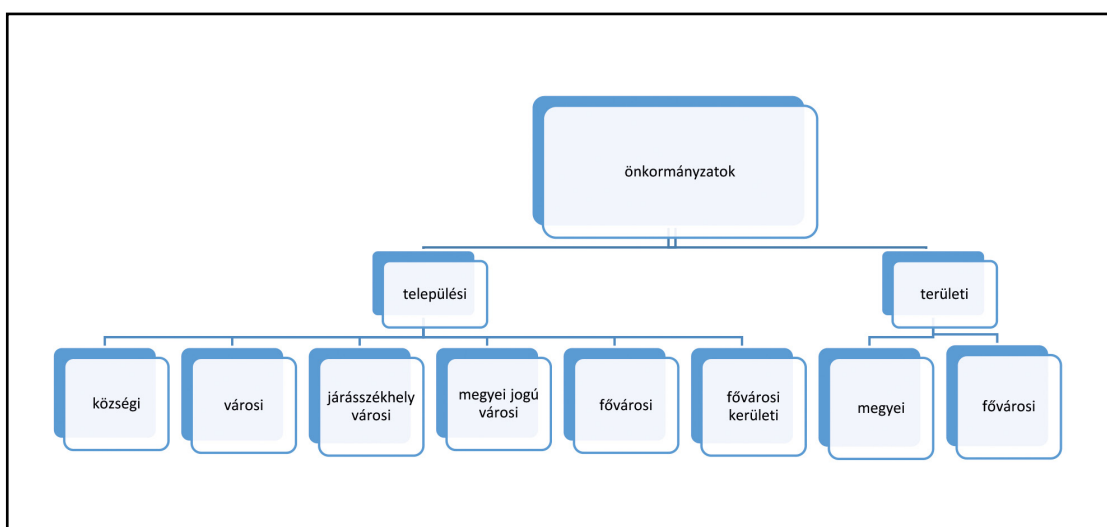 önkormányzatok
települési
területi
községi
városi
járásszékhely
városi
megyei jogú
városi
fővárosi
fővárosi
kerületi
megyei
fővárosi